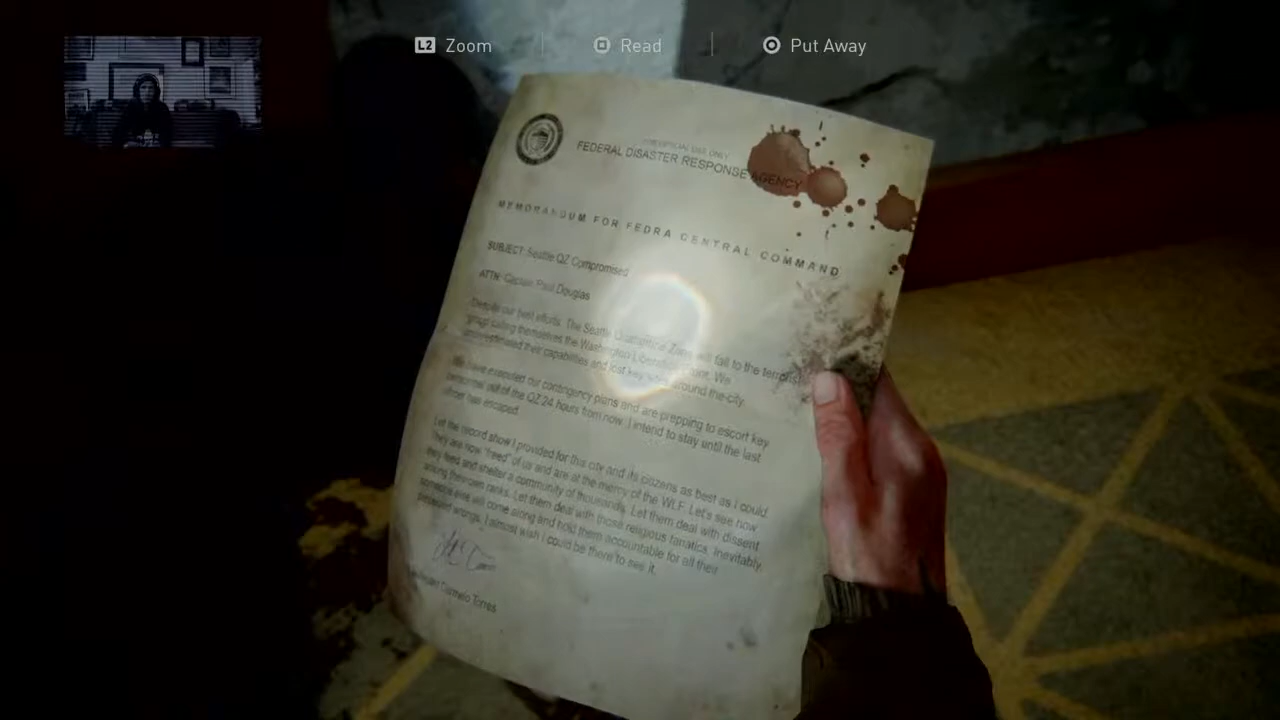 L2 Zoom
Read
Put Away
FOR OFFICIAL USE ONLY
FEDERAL DISASTER RESPONSE AGENCY
MEMORANDUM FOR FEDRA CENTRAL COMMAND
SUBJECT: Seattle QZ Compromised
ATTN: Captain Paul Douglas
Despite our best efforts, The Seattle Quarantine Zone will fall to the terrorist
group calling themselves the Washington Liberation Front. We
underestimated their capabilities and lost key around the city.
We have executed our contingency plans and are prepping to escort key
personnel out of the QZ 24 hours from now. I intend to stay until the last
officer has escaped.
Let the record show I provided for this city and its citizens as best as I could.
They are now "freed" of us and are at the mercy of the WLF. Let's see how
they feed and shelter a community of thousands. Let them deal with dissent
among their own ranks. Let them deal with those religious fanatics. Inevitably,
someone else will come along and hold them accountable for all their
perceived wrongs. I almost wish I could be there to see it.
Torres